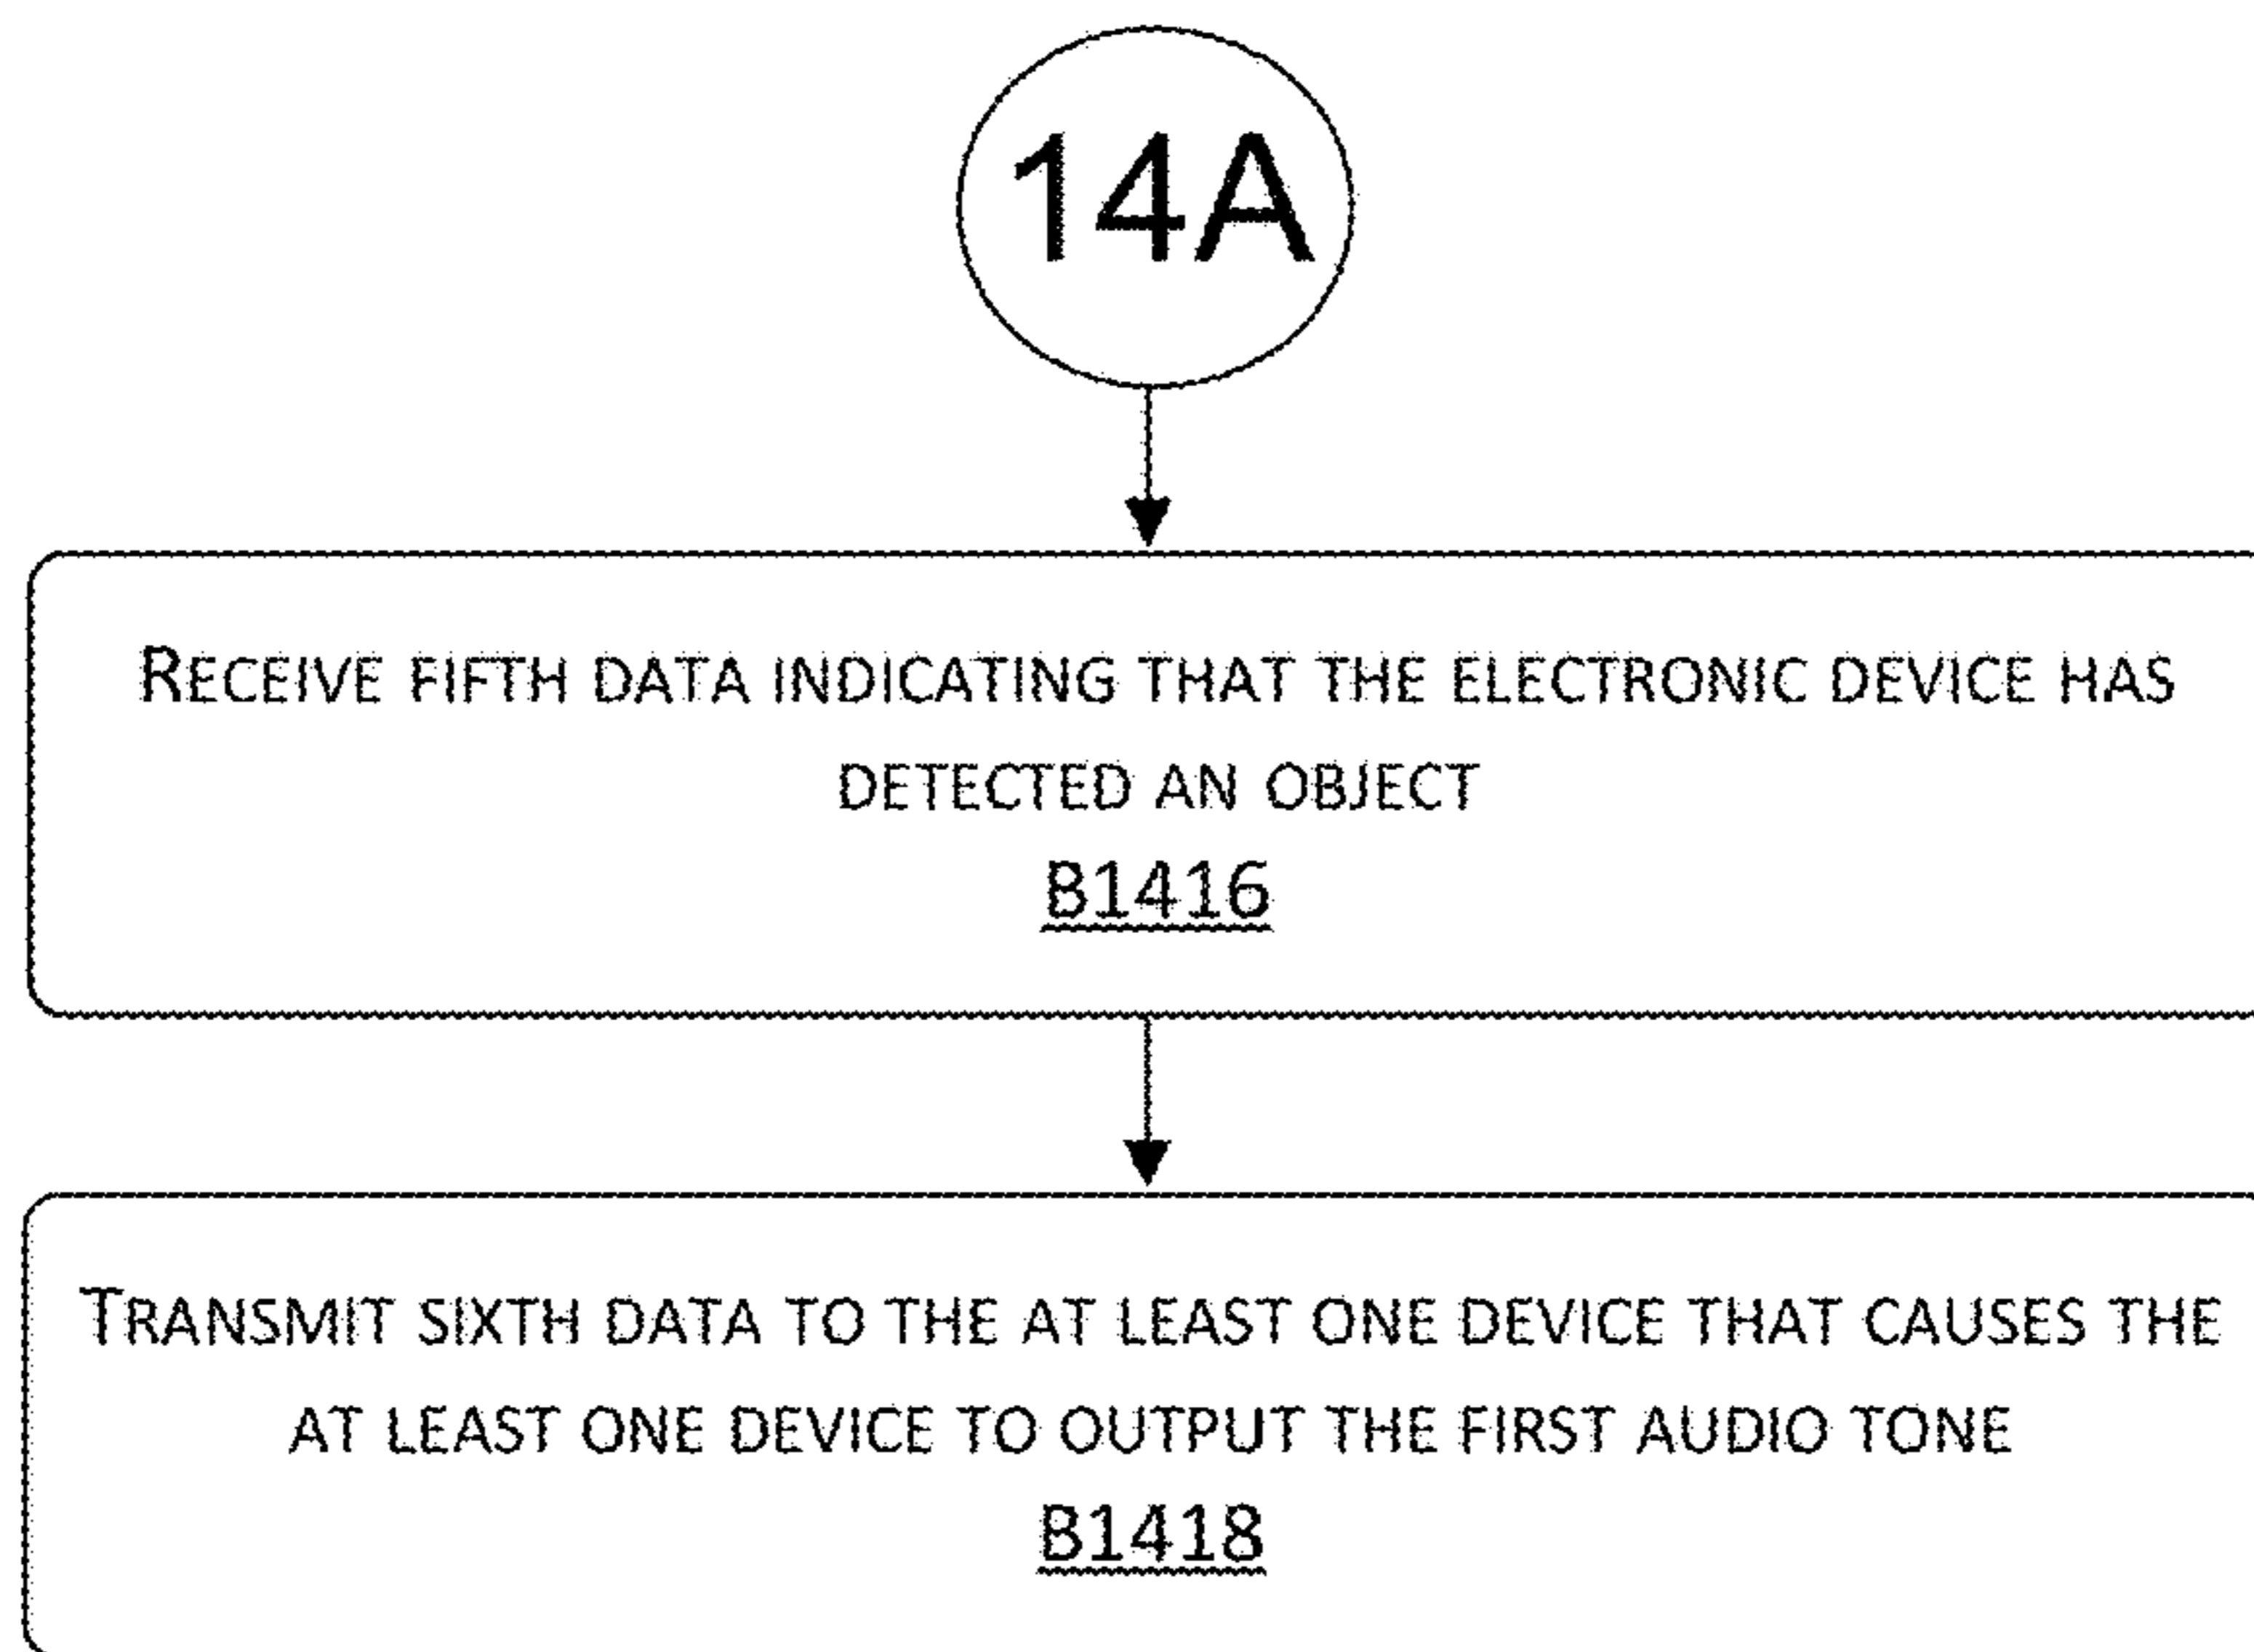 14A
RECEIVE FIFTH DATA INDICATING THAT THE ELECTRONIC DEVICE HAS
DETECTED AN OBJECT
B1416
TRANSMIT SIXTH DATA TO THE AT LEAST ONE DEVICE THAT CAUSES THE
AT LEAST ONE DEVICE TO OUTPUT THE FIRST AUDIO TONE
B1418